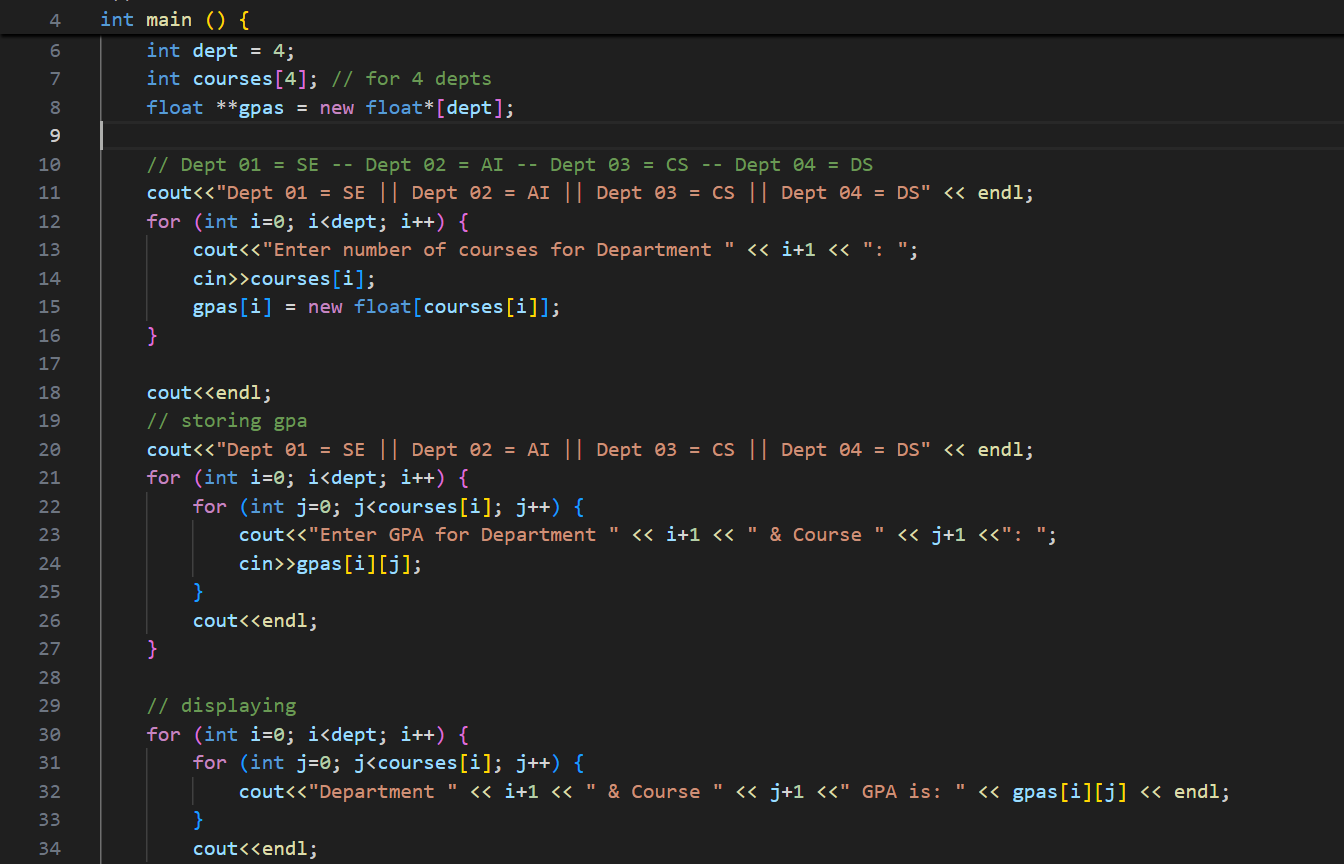 4 int main () {
6 int dept = 4;
7 int courses[4]; // for 4 depts
8 float **gpas = new float*[dept];
9
10 // Dept 01 = SE -- Dept 02 = AI -- Dept 03 = CS -- Dept 04 = DS
11 cout<<"Dept 01 = SE || Dept 02 = AI || Dept 03 = CS || Dept 04 = DS" << endl;
12 for (int i=0; i<dept; i++) {
13 cout<<"Enter number of courses for Department " << i+1 << ": ";
14 cin>>courses[i];
15 gpas[i] = new float[courses[i]];
16 }
17
18 cout<<endl;
19 // storing gpa
20 cout<<"Dept 01 = SE || Dept 02 = AI || Dept 03 = CS || Dept 04 = DS" << endl;
21 for (int i=0; i<dept; i++) {
22 for (int j=0; j<courses[i]; j++) {
23 cout<<"Enter GPA for Department " << i+1 << " & Course " << j+1 <<": ";
24 cin>>gpas[i][j];
25 }
26 cout<<endl;
27 }
28
29 // displaying
30 for (int i=0; i<dept; i++) {
31 for (int j=0; j<courses[i]; j++) {
32 cout<<"Department " << i+1 << " & Course " << j+1 <<" GPA is: " << gpas[i][j] << endl;
33 }
34 cout<<endl;